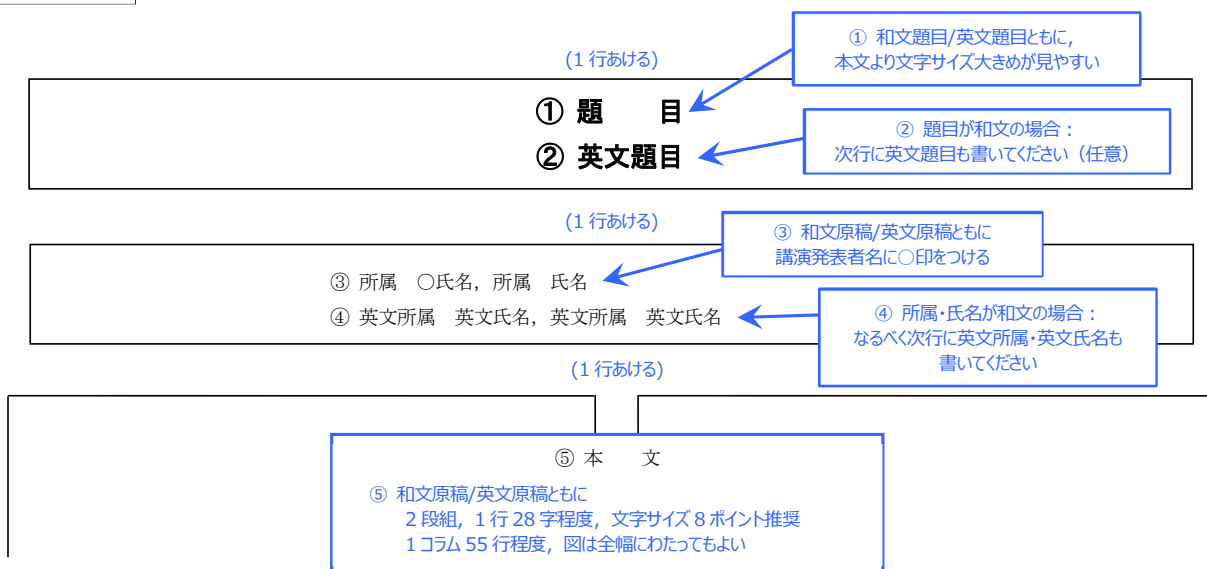 (1 行あける)
① 和文題目/英文題目ともに，
本文より文字サイズ大きめが見やすい
① 題　　目
② 英文題目
② 題目が和文の場合：
次行に英文題目も書いてください（任意）
(1 行あける)
③ 和文原稿/英文原稿ともに
講演発表者名に○印をつける
③ 所属　○氏名，所属　氏名
④ 英文所属　英文氏名，英文所属　英文氏名
④ 所属・氏名が和文の場合：
なるべく次行に英文所属・英文氏名も
書いてください
(1 行あける)
⑤ 本　　文
⑤ 和文原稿/英文原稿ともに
2 段組，1 行 28 字程度，文字サイズ 8 ポイント推奨
1 コラム 55 行程度，図は全幅にわたってもよい